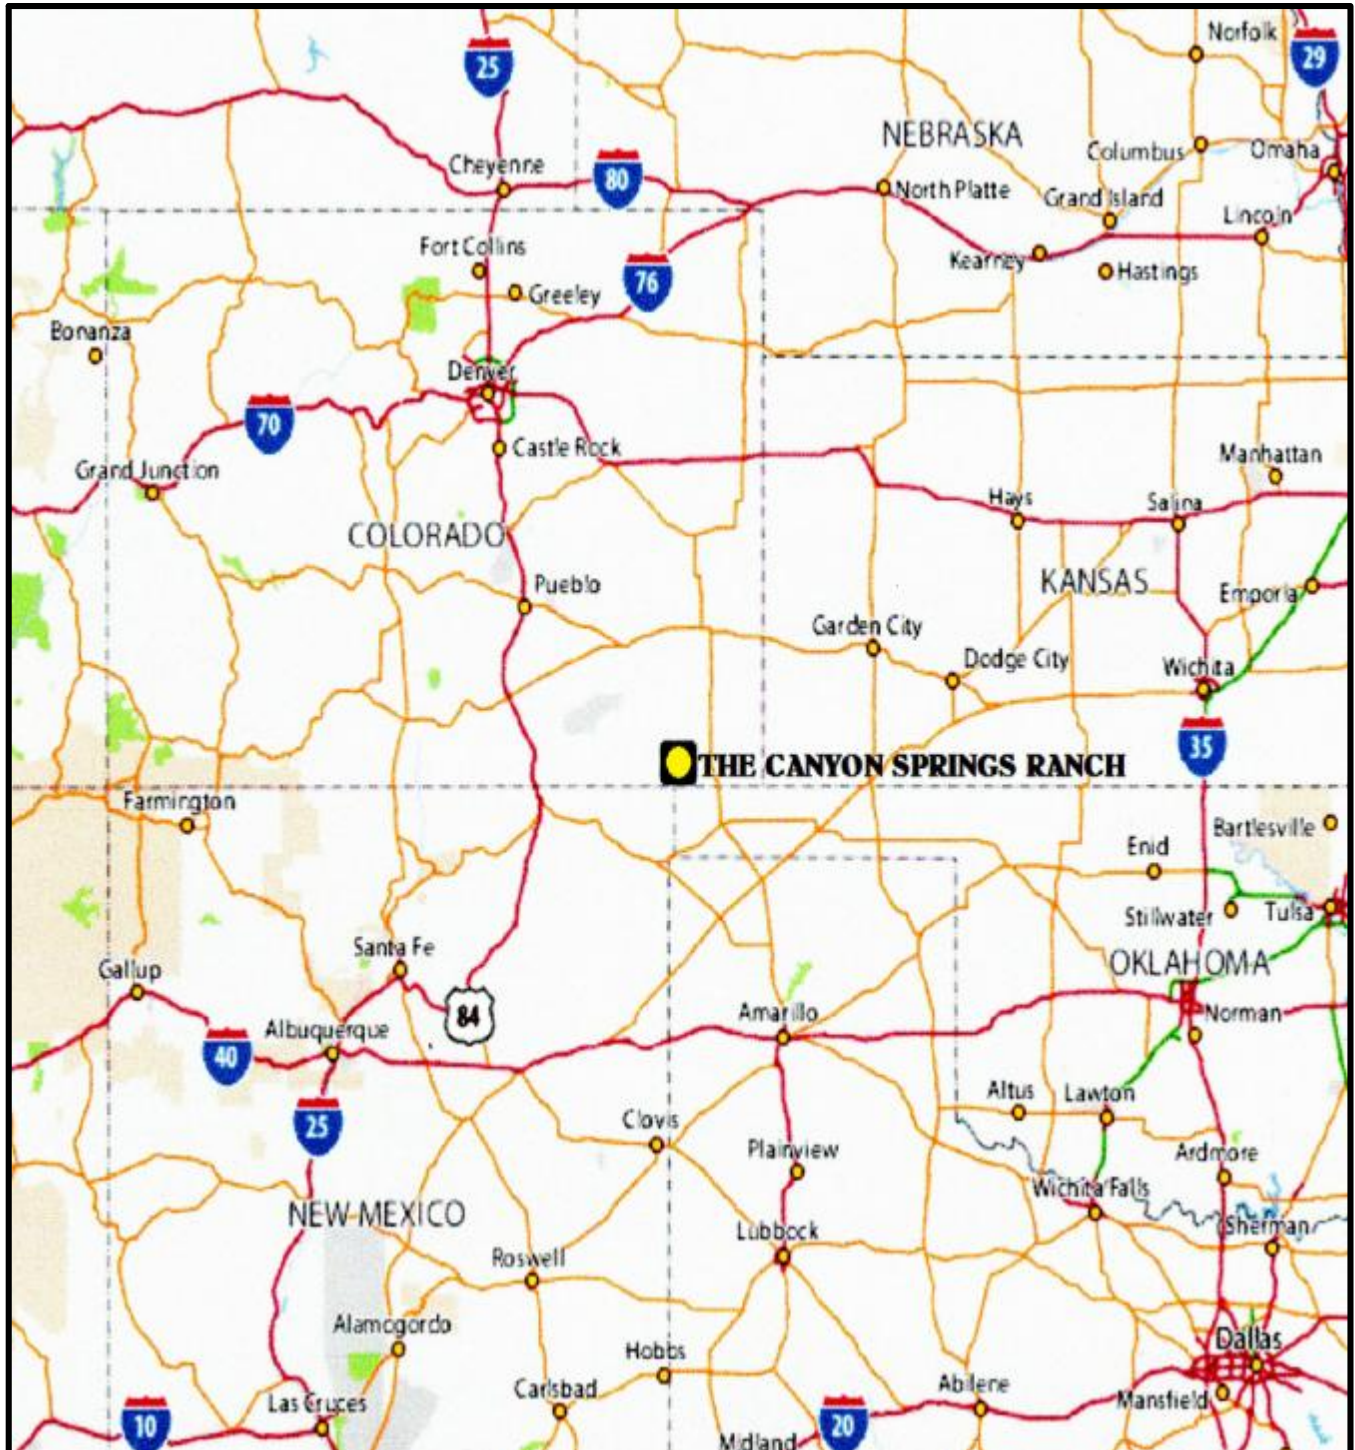 Norfolk
25
29
NEBRASKA
Columbus
Omaha
Cheyenne
80
North Platte
Grand Island
Lincoln
Fort Collins
Kearney
Hastings
76
Greeley
Bonanza
Denver
70
Castle Rock
Grand Junction
Manhattan
Hays
Salina
COLORADO
Pueblo
KANSAS
Emporia
Garden City
Dodge City
Wichita
35
THE CANYON SPRINGS RANCH
Farmington
Bartlesville
Enid
Stillwater
Tulsa
Santa Fe
OKLAHOMA
Gallup
84
Amarillo
Norman
Albuquerque
40
25
Altus
Lawton
Clovis
Plainview
Ardmore
Wichita Falls
NEW MEXICO
Lubbock
Sherman
Roswell
Alamogordo
Dallas
Hobbs
Carlsbad
Abilene
Mansfield
Las Cruces
10
20
Midland